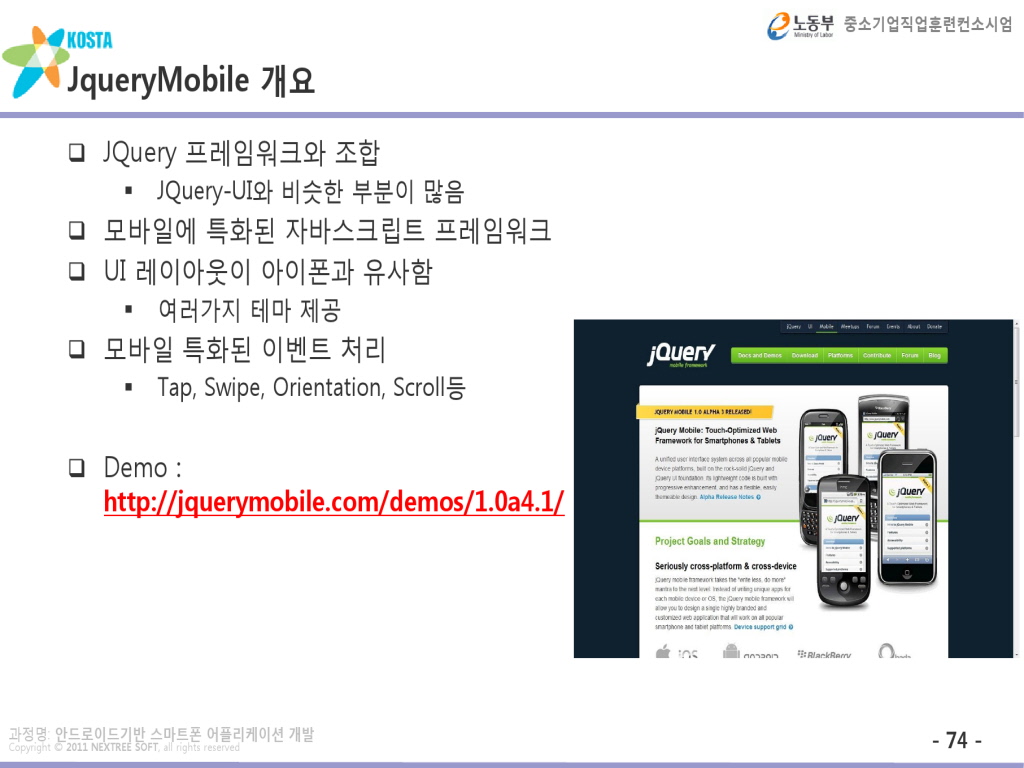 노동부 중소기업직업훈련컨소시엄
Ministry of Labor
KOSTA
JqueryMobile 개요
❑ JQuery 프레임워크와 조합
▪ JQuery-UI와 비슷한 부분이 많음
❑ 모바일에 특화된 자바스크립트 프레임워크
❑ UI 레이아웃이 아이폰과 유사함
▪ 여러가지 테마 제공
❑ 모바일 특화된 이벤트 처리
▪ Tap, Swipe, Orientation, Scroll등
❑ Demo :
http://jquerymobile.com/demos/1.0a4.1/
jQuery UI Mobile Meetups Forum Events About Donate
jQuery
mobile framework
Docs and Demos Download Platforms Contribute Forum Blog
JQUERY MOBILE 1.0 ALPHA 3 RELEASED!
jQuery Mobile: Touch-Optimized Web
Framework for Smartphones & Tablets
A unified user interface system across all popular mobile
device platforms, built on the rock-solid jQuery and
jQuery UI foundation. Its lightweight code is built with
progressive enhancement, and has a flexible, easily
themeable design. Alpha Release Notes
Project Goals and Strategy
Seriously cross-platform & cross-device
jQuery mobile framework takes the "write less, do more"
mantra to the next level: Instead of writing unique apps for
each mobile device or OS, the jQuery mobile framework will
allow you to design a single highly branded and
customized web application that will work on all popular
smartphone and tablet platforms. Device support grid
iOS ANDROID BlackBerry
과정명: 안드로이드기반 스마트폰 어플리케이션 개발
Copyright © 2011 NEXTREE SOFT, all rights reserved
- 74 -